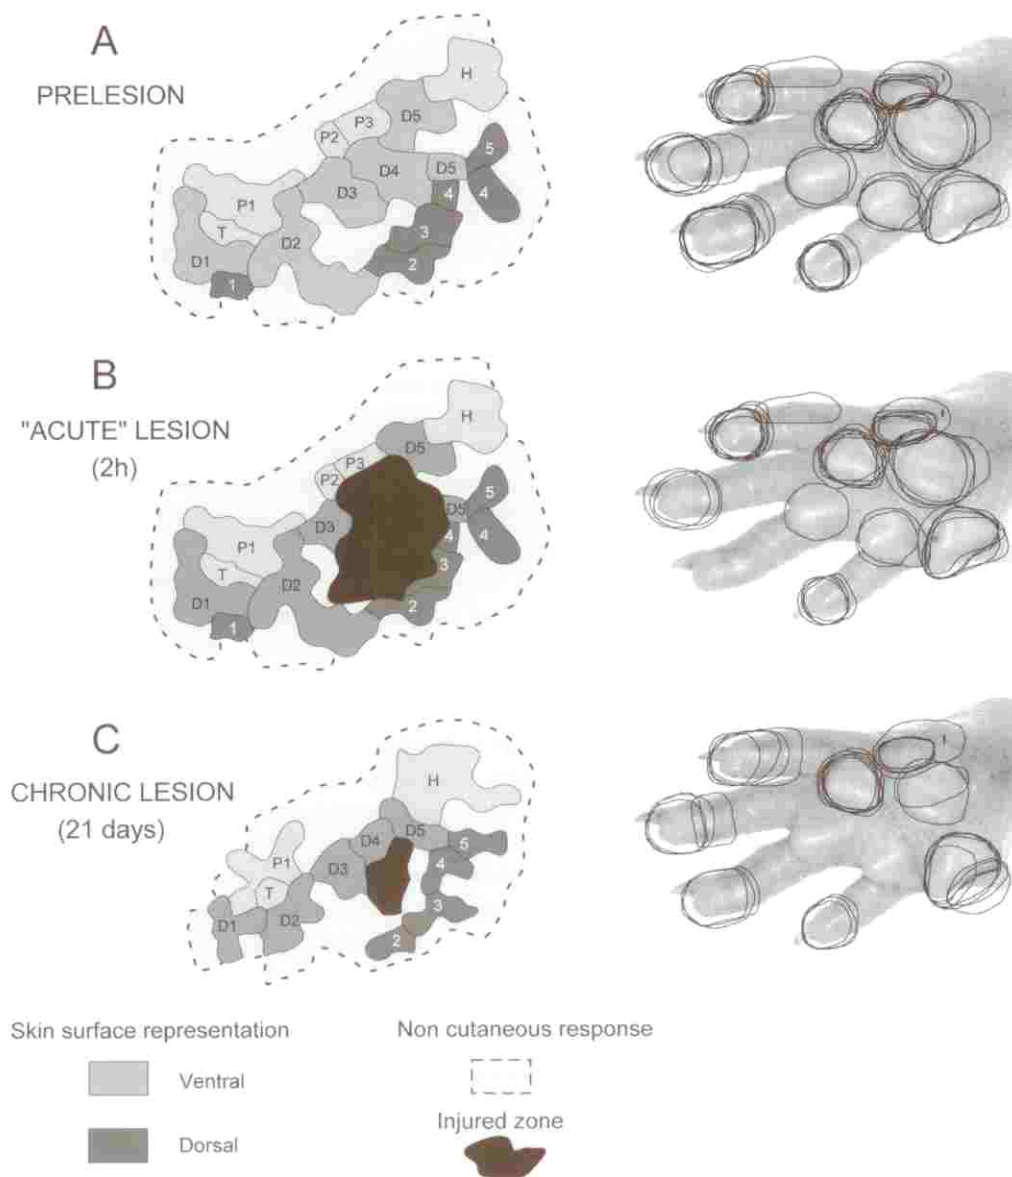 A
PRELESION
H
D5
P3
P2
5
D4
D5
D3
4
4
P1
3
T
D2
2
D1
1
B
"ACUTE" LESION
(2h)
H
D5
P3
P2
5
D5
D3
4
4
P1
3
T
D2
2
D1
1
C
CHRONIC LESION
(21 days)
H
D5
D4
5
P1
D3
4
T
3
D1
D2
2
Skin surface representation
Non cutaneous response
Ventral
Injured zone
Dorsal